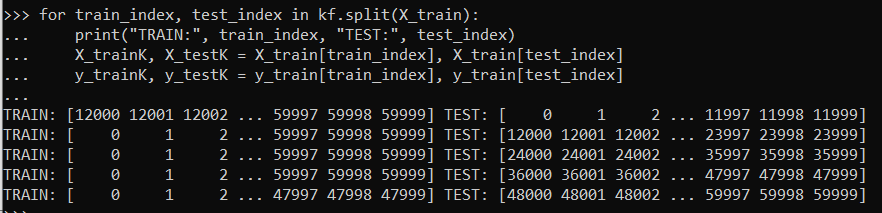 >>> for train_index, test_index in kf.split(X_train):
...     print("TRAIN:", train_index, "TEST:", test_index)
...     X_trainK, X_testK = X_train[train_index], X_train[test_index]
...     y_trainK, y_testK = y_train[train_index], y_train[test_index]
...
TRAIN: [12000 12001 12002 ... 59997 59998 59999] TEST: [    0     1     2 ... 11997 11998 11999]
TRAIN: [    0     1     2 ... 59997 59998 59999] TEST: [12000 12001 12002 ... 23997 23998 23999]
TRAIN: [    0     1     2 ... 59997 59998 59999] TEST: [24000 24001 24002 ... 35997 35998 35999]
TRAIN: [    0     1     2 ... 59997 59998 59999] TEST: [36000 36001 36002 ... 47997 47998 47999]
TRAIN: [    0     1     2 ... 47997 47998 47999] TEST: [48000 48001 48002 ... 59997 59998 59999]
>>>